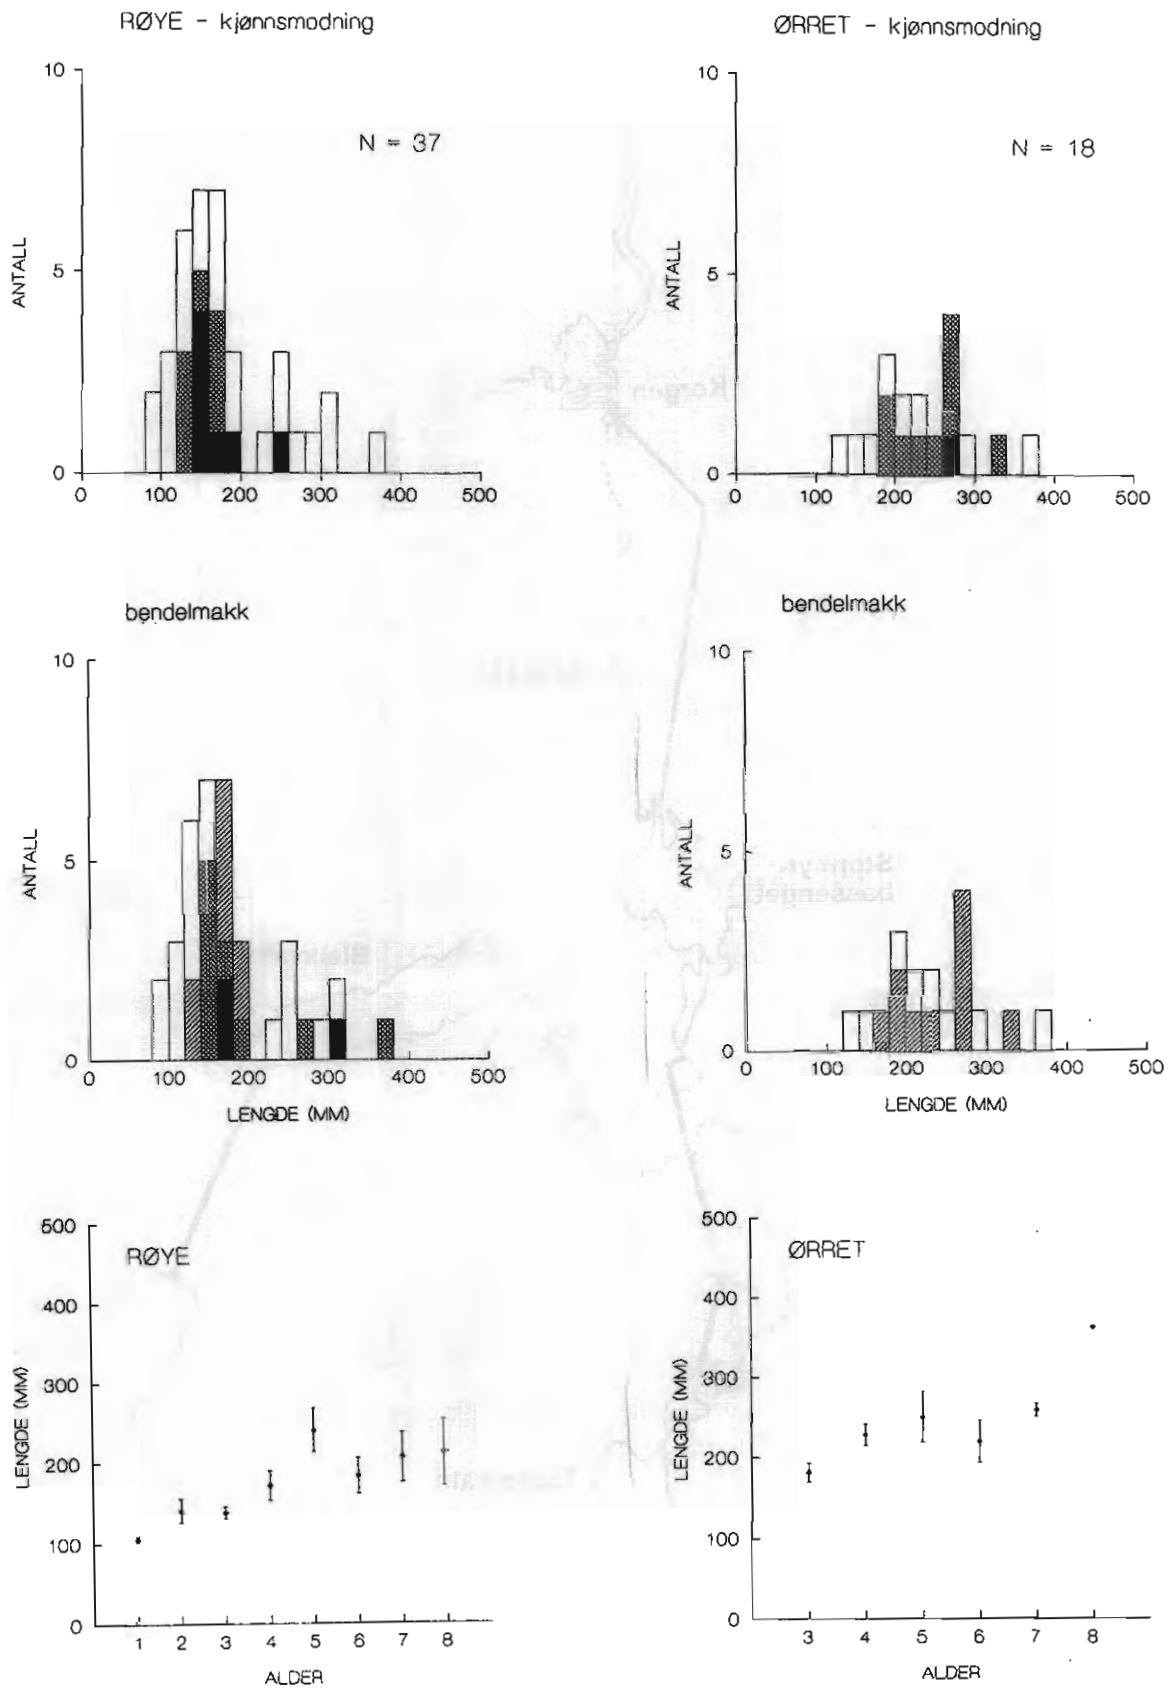 RØYE - kjønnsmodning
10
5
0
ANTALL
N = 37
0 100 200 300 400 500
ØRRET - kjønnsmodning
10
5
0
ANTALL
N = 18
0 100 200 300 400 500
bendelmakk
10
5
0
ANTALL
0 100 200 300 400 500
LENGDE (MM)
bendelmakk
10
5
0
ANTALL
0 100 200 300 400 500
LENGDE (MM)
RØYE
500
400
300
200
100
0
LENGDE (MM)
1 2 3 4 5 6 7 8
ALDER
ØRRET
500
400
300
200
100
0
LENGDE (MM)
3 4 5 6 7 8
ALDER
Korgen
Stormyr-
bassenget